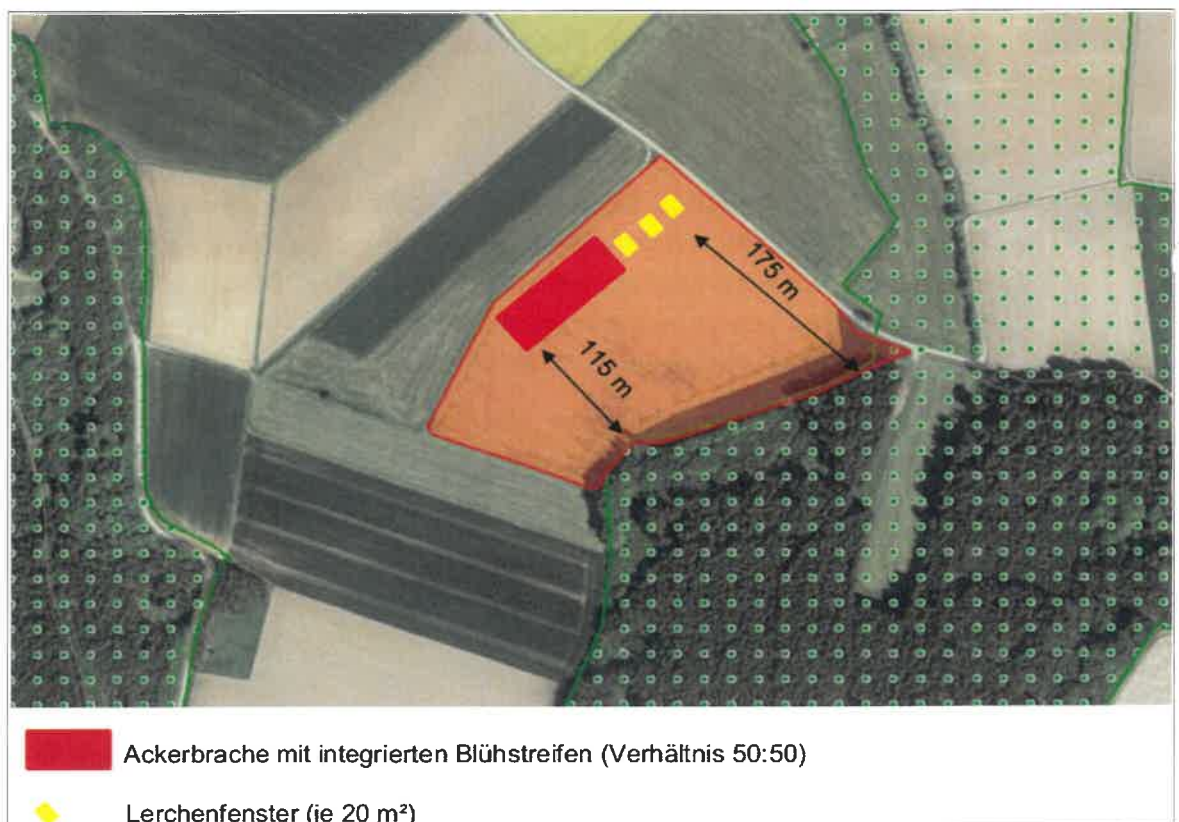 175 m
115 m
Ackerbrache mit integrierten Blühstreifen (Verhältnis 50:50)
Lerchenfenster (je 20 m²)